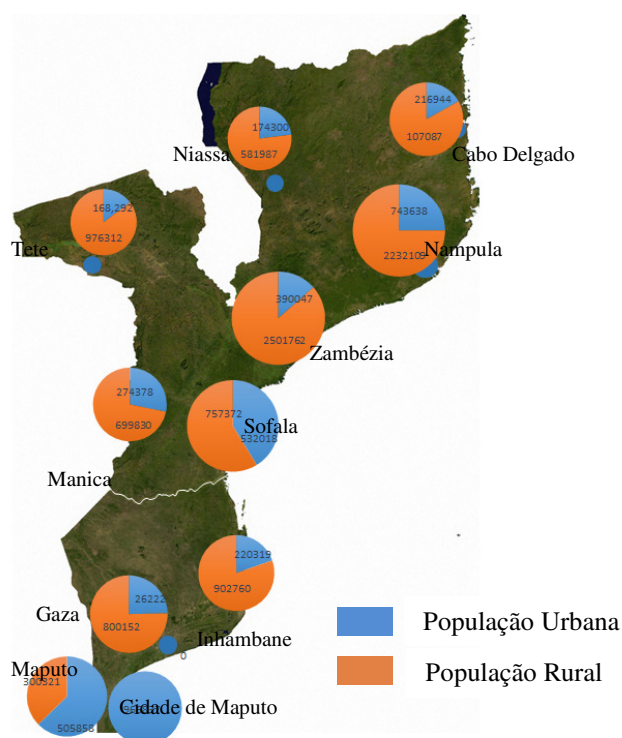 216944
174300
107087
Niassa
581987
Cabo Delgado
168,292
743638
976312
Tete
2232105
Nampula
390047
2501762
Zambézia
274378
757372
699830
Sofala
532018
Manica
220319
902760
26222
Gaza
800152
Inhambane
0
População Urbana
Maputo
300321
População Rural
Cidade de Maputo
505858